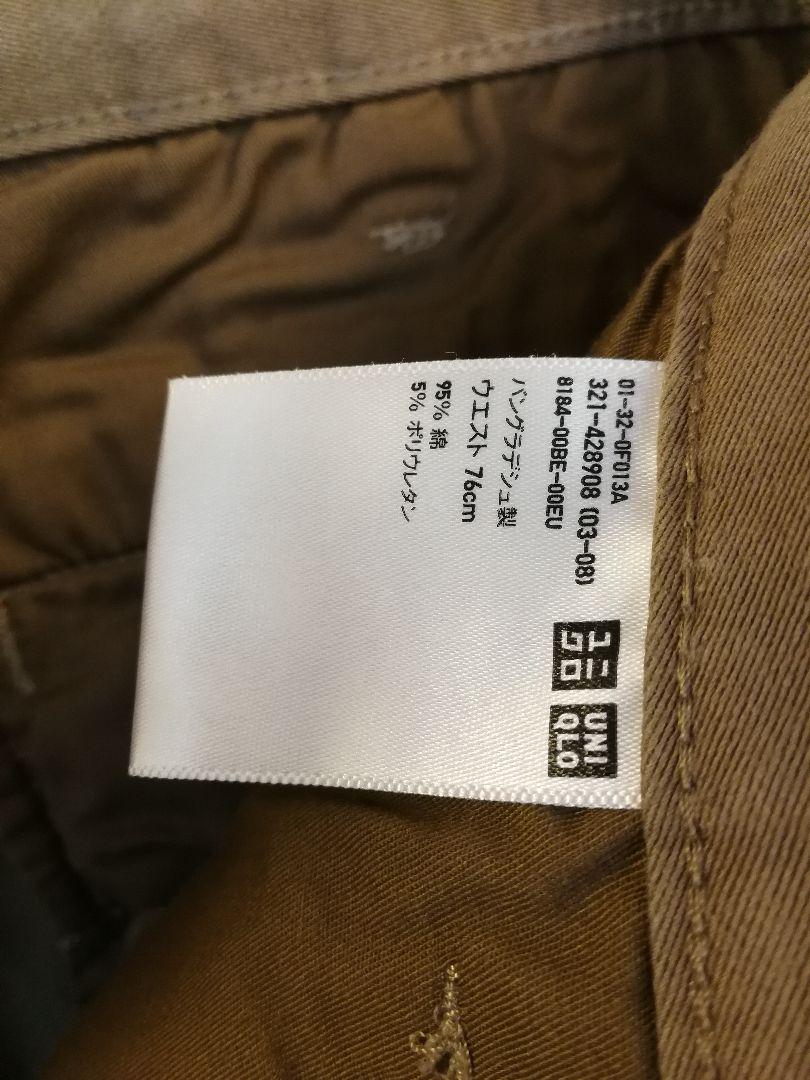 01-32-0F013A
321-428908 (03-08)
8184-00BE-00EU
バングラデシュ製
ウエスト 76cm
95% 綿
5% ポリウレタン
ユニ
クロ
UNI
QLO